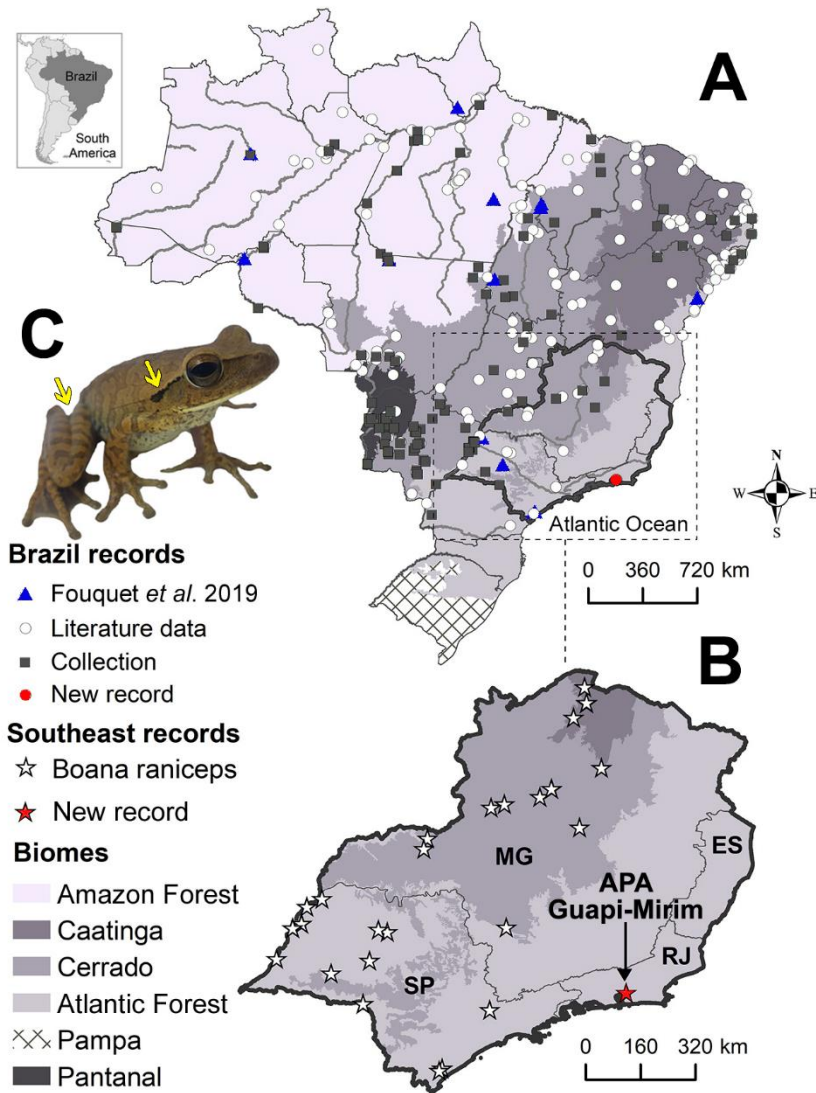 Brazil
South
America
A
C
Atlantic Ocean
N
W
E
S
0 360 720 km
Brazil records
Fouquet et al. 2019
Literature data
Collection
New record
Southeast records
Boana raniceps
New record
Biomes
Amazon Forest
Caatinga
Cerrado
Atlantic Forest
Pampa
Pantanal
B
MG
ES
APA
Guapi-Mirim
RJ
SP
0 160 320 km